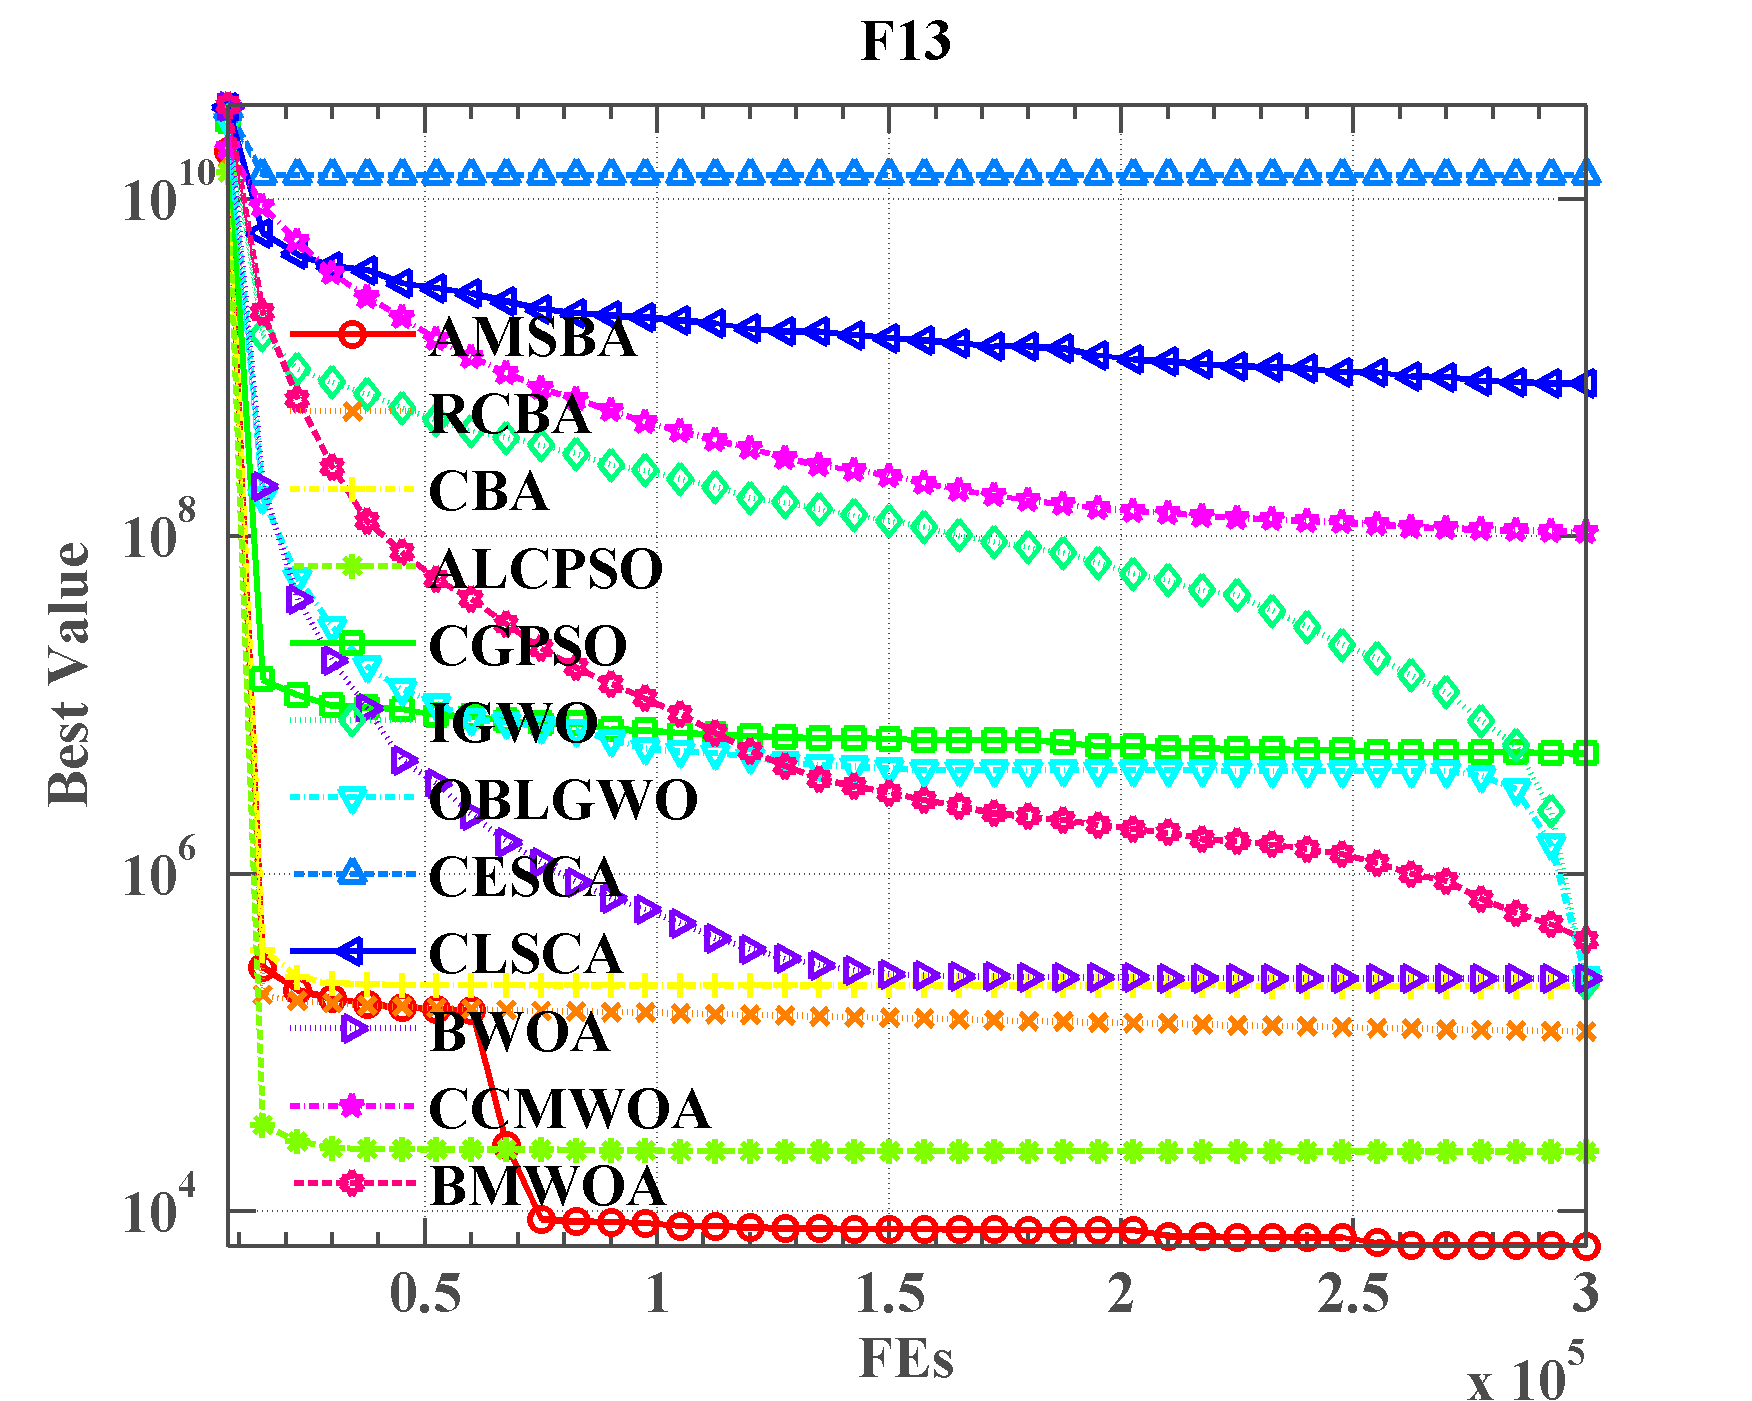 F13
Best Value
10^10
10^8
10^6
10^4
AMSBA
RCBA
CBA
ALCPSO
CGPSO
IGWO
OBLGWO
CESCA
CLSCA
BWOA
CCMWOA
BMWOA
0.5 1 1.5 2 2.5 3
FEs
x 10^5